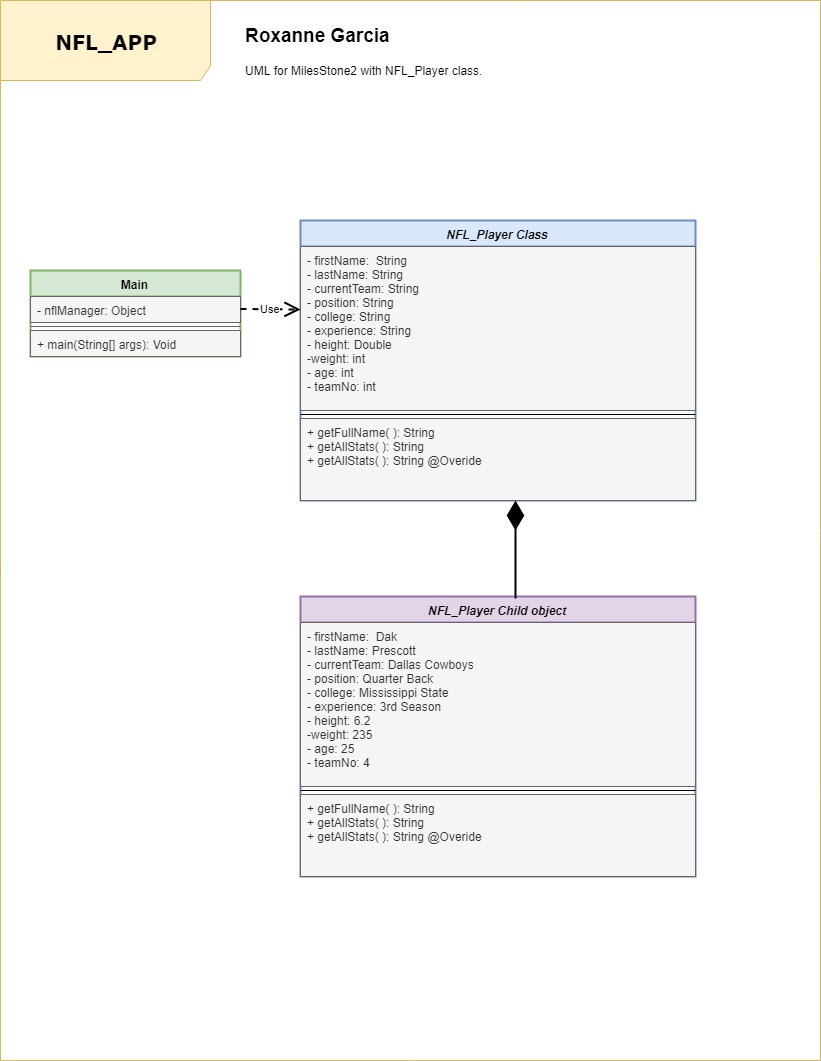 NFL_APP
Roxanne Garcia
UML for MilesStone2 with NFL_Player class.
NFL_Player Class
- firstName:  String
- lastName: String
- currentTeam: String
- position: String
- college: String
- experience: String
- height: Double
-weight: int
- age: int
- teamNo: int
+ getFullName( ): String
+ getAllStats( ): String
+ getAllStats( ): String @Overide
Main
- nflManager: Object
+ main(String[] args): Void
Use
NFL_Player Child object
- firstName:  Dak
- lastName: Prescott
- currentTeam: Dallas Cowboys
- position: Quarter Back
- college: Mississippi State
- experience: 3rd Season
- height: 6.2
-weight: 235
- age: 25
- teamNo: 4
+ getFullName( ): String
+ getAllStats( ): String
+ getAllStats( ): String @Overide